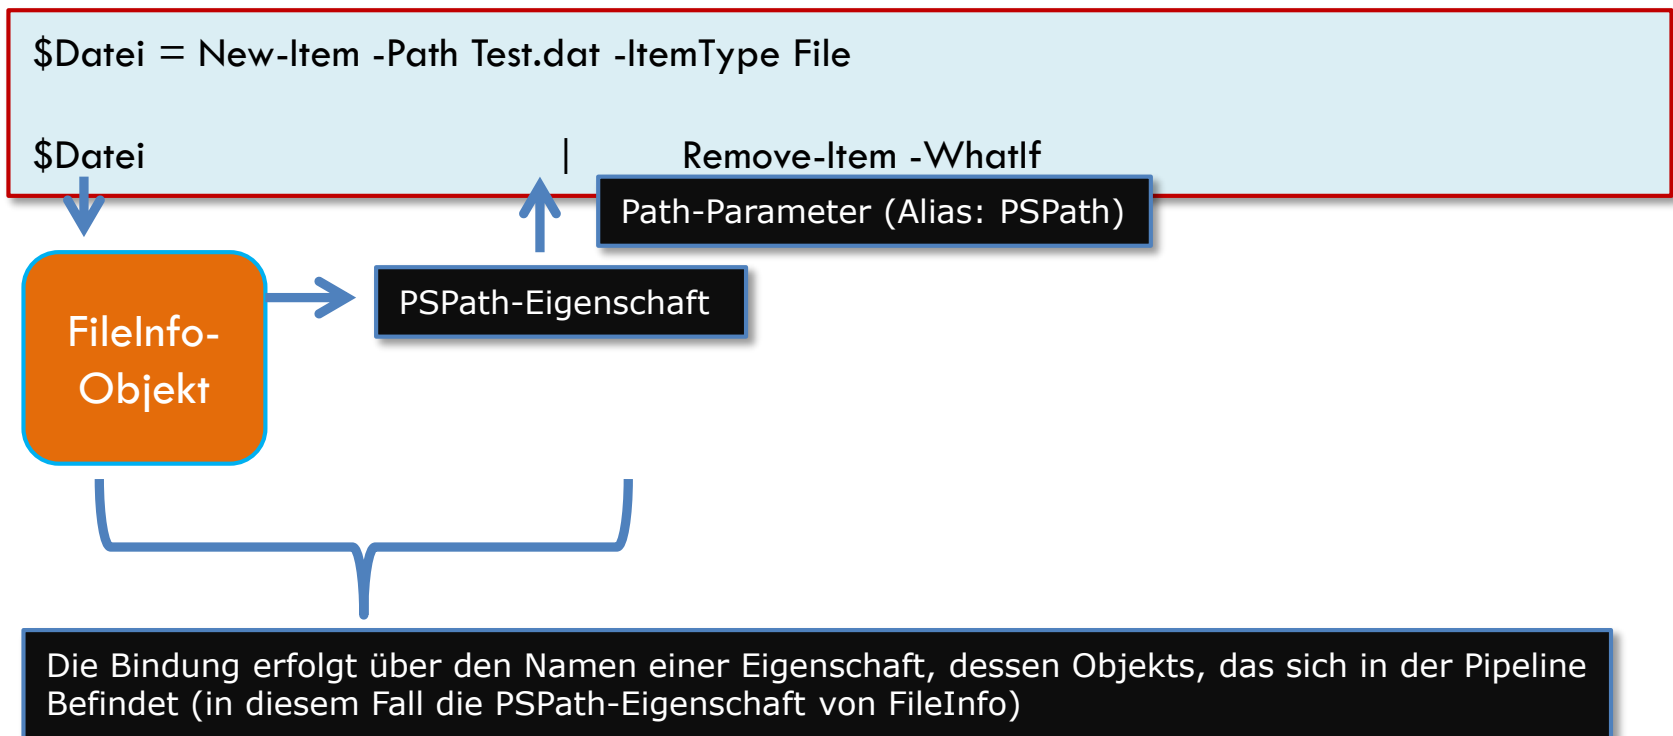 $Datei = New-Item -Path Test.dat -ItemType File
$Datei | Remove-Item -WhatIf
Path-Parameter (Alias: PSPath)
PSPath-Eigenschaft
FileInfo-
Objekt
Die Bindung erfolgt über den Namen einer Eigenschaft, dessen Objekts, das sich in der Pipeline
Befindet (in diesem Fall die PSPath-Eigenschaft von FileInfo)